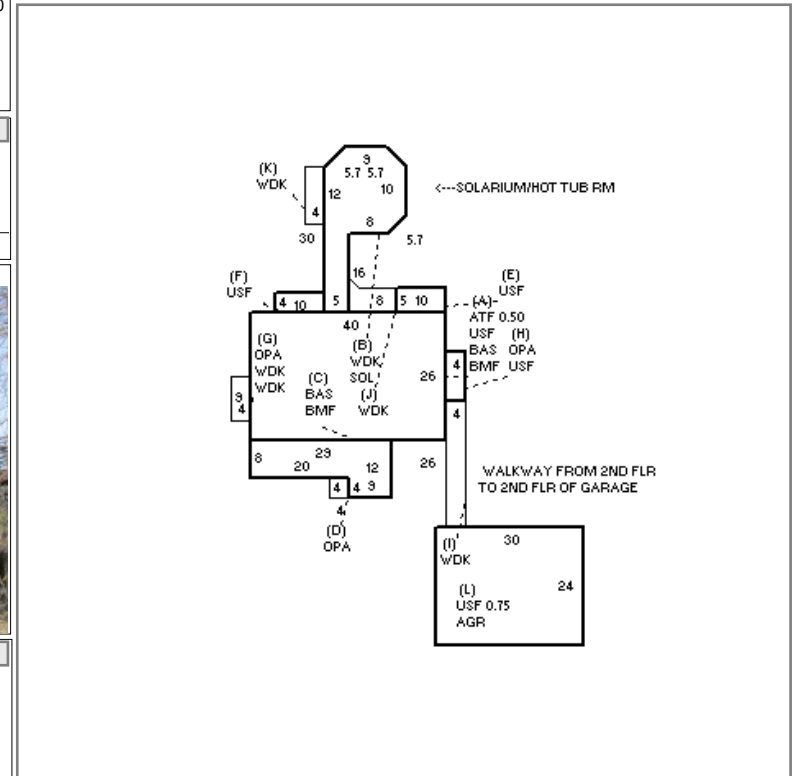 9
5.7 5.7
(K)
WDK
12
10
<---SOLARIUM/HOT TUB RM
4
8
30
5.7
16
(F)
USF
(E)
USF
4 10
5
8
5 10
(A)
ATF 0.50
USF
BAS
BMF
(H)
OPA
USF
40
(G)
OPA
WDK
WDK
(B)
WDK
SOL
(C)
BAS
BMF
(J)
WDK
26
4
9
4
4
8
29
20
12
26
4
4 9
4
WALKWAY FROM 2ND FLR
TO 2ND FLR OF GARAGE
(D)
OPA
(I)
WDK
30
24
(L)
USF 0.75
AGR